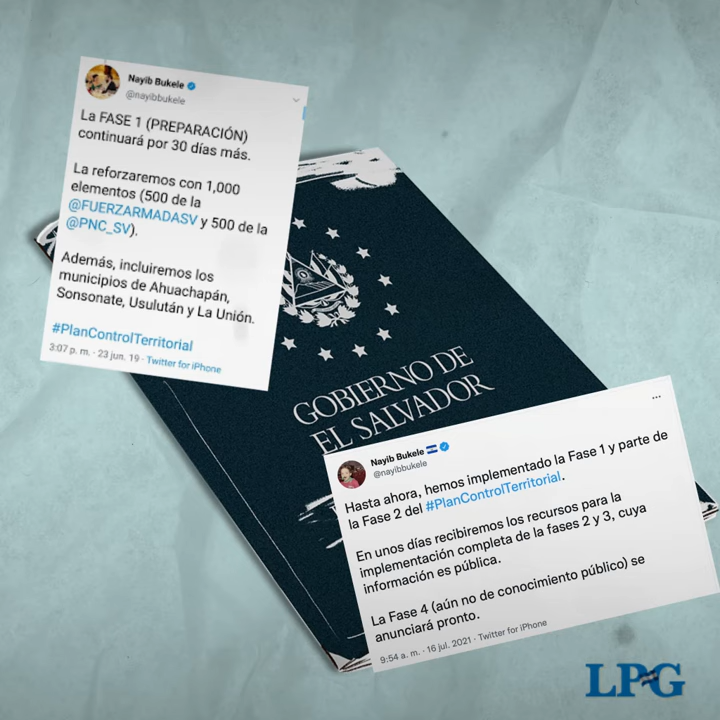 Nayib Bukele
@nayibbukele
La FASE 1 (PREPARACIÓN)
continuará por 30 días más.
La reforzaremos con 1,000
elementos (500 de la
@FUERZARMADASV y 500 de la
@PNC_SV).
Además, incluiremos los
municipios de Ahuachapán,
Sonsonate, Usulután y La Unión.
#PlanControlTerritorial
3:07 p. m. · 23 jun. 19 · Twitter for iPhone
GOBIERNO DE
EL SALVADOR
Nayib Bukele
@nayibbukele
Hasta ahora, hemos implementado la Fase 1 y parte de
la Fase 2 del #PlanControlTerritorial.
En unos días recibiremos los recursos para la
implementación completa de la fases 2 y 3, cuya
información es pública.
La Fase 4 (aún no de conocimiento público) se
anunciará pronto.
9:54 a. m. · 16 jul. 2021 · Twitter for iPhone
LPG